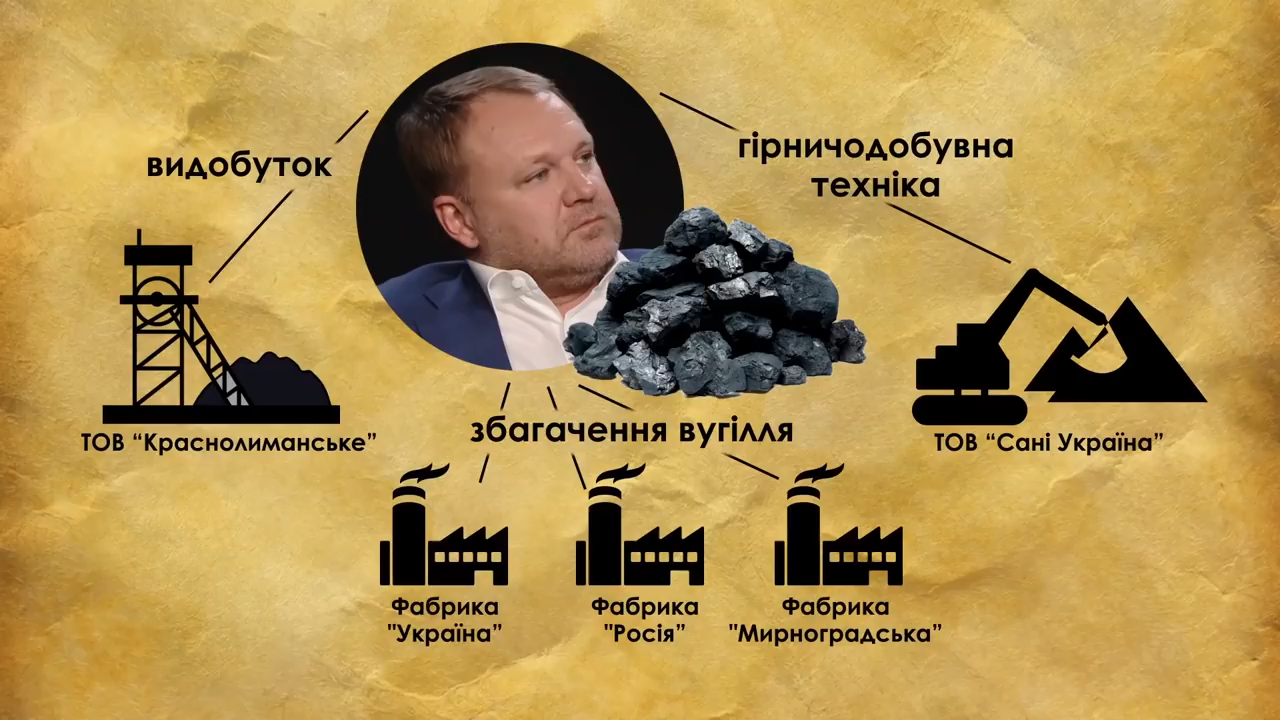 видобуток
гірничодобувна
техніка
ТОВ “Краснолиманське”
збагачення вугілля
ТОВ “Сані Україна”
Фабрика
"Україна”
Фабрика
"Росія”
Фабрика
"Мирноградська”